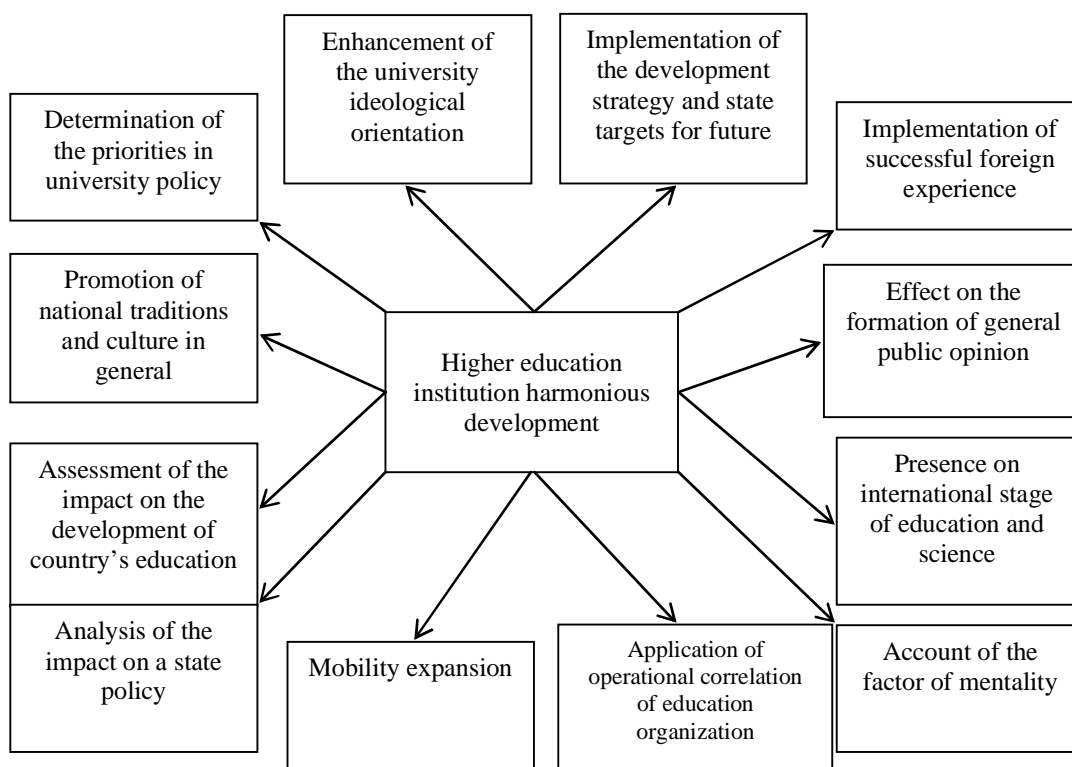 Enhancement of
the university
ideological
orientation
Implementation of
the development
strategy and state
targets for future
Determination of
the priorities in
university policy
Implementation of
successful foreign
experience
Promotion of
national traditions
and culture in
general
Higher education
institution harmonious
development
Effect on the
formation of general
public opinion
Assessment of the
impact on the
development of
country’s education
Presence on
international stage
of education and
science
Analysis of the
impact on a state
policy
Mobility expansion
Application of
operational correlation
of education
organization
Account of the
factor of mentality